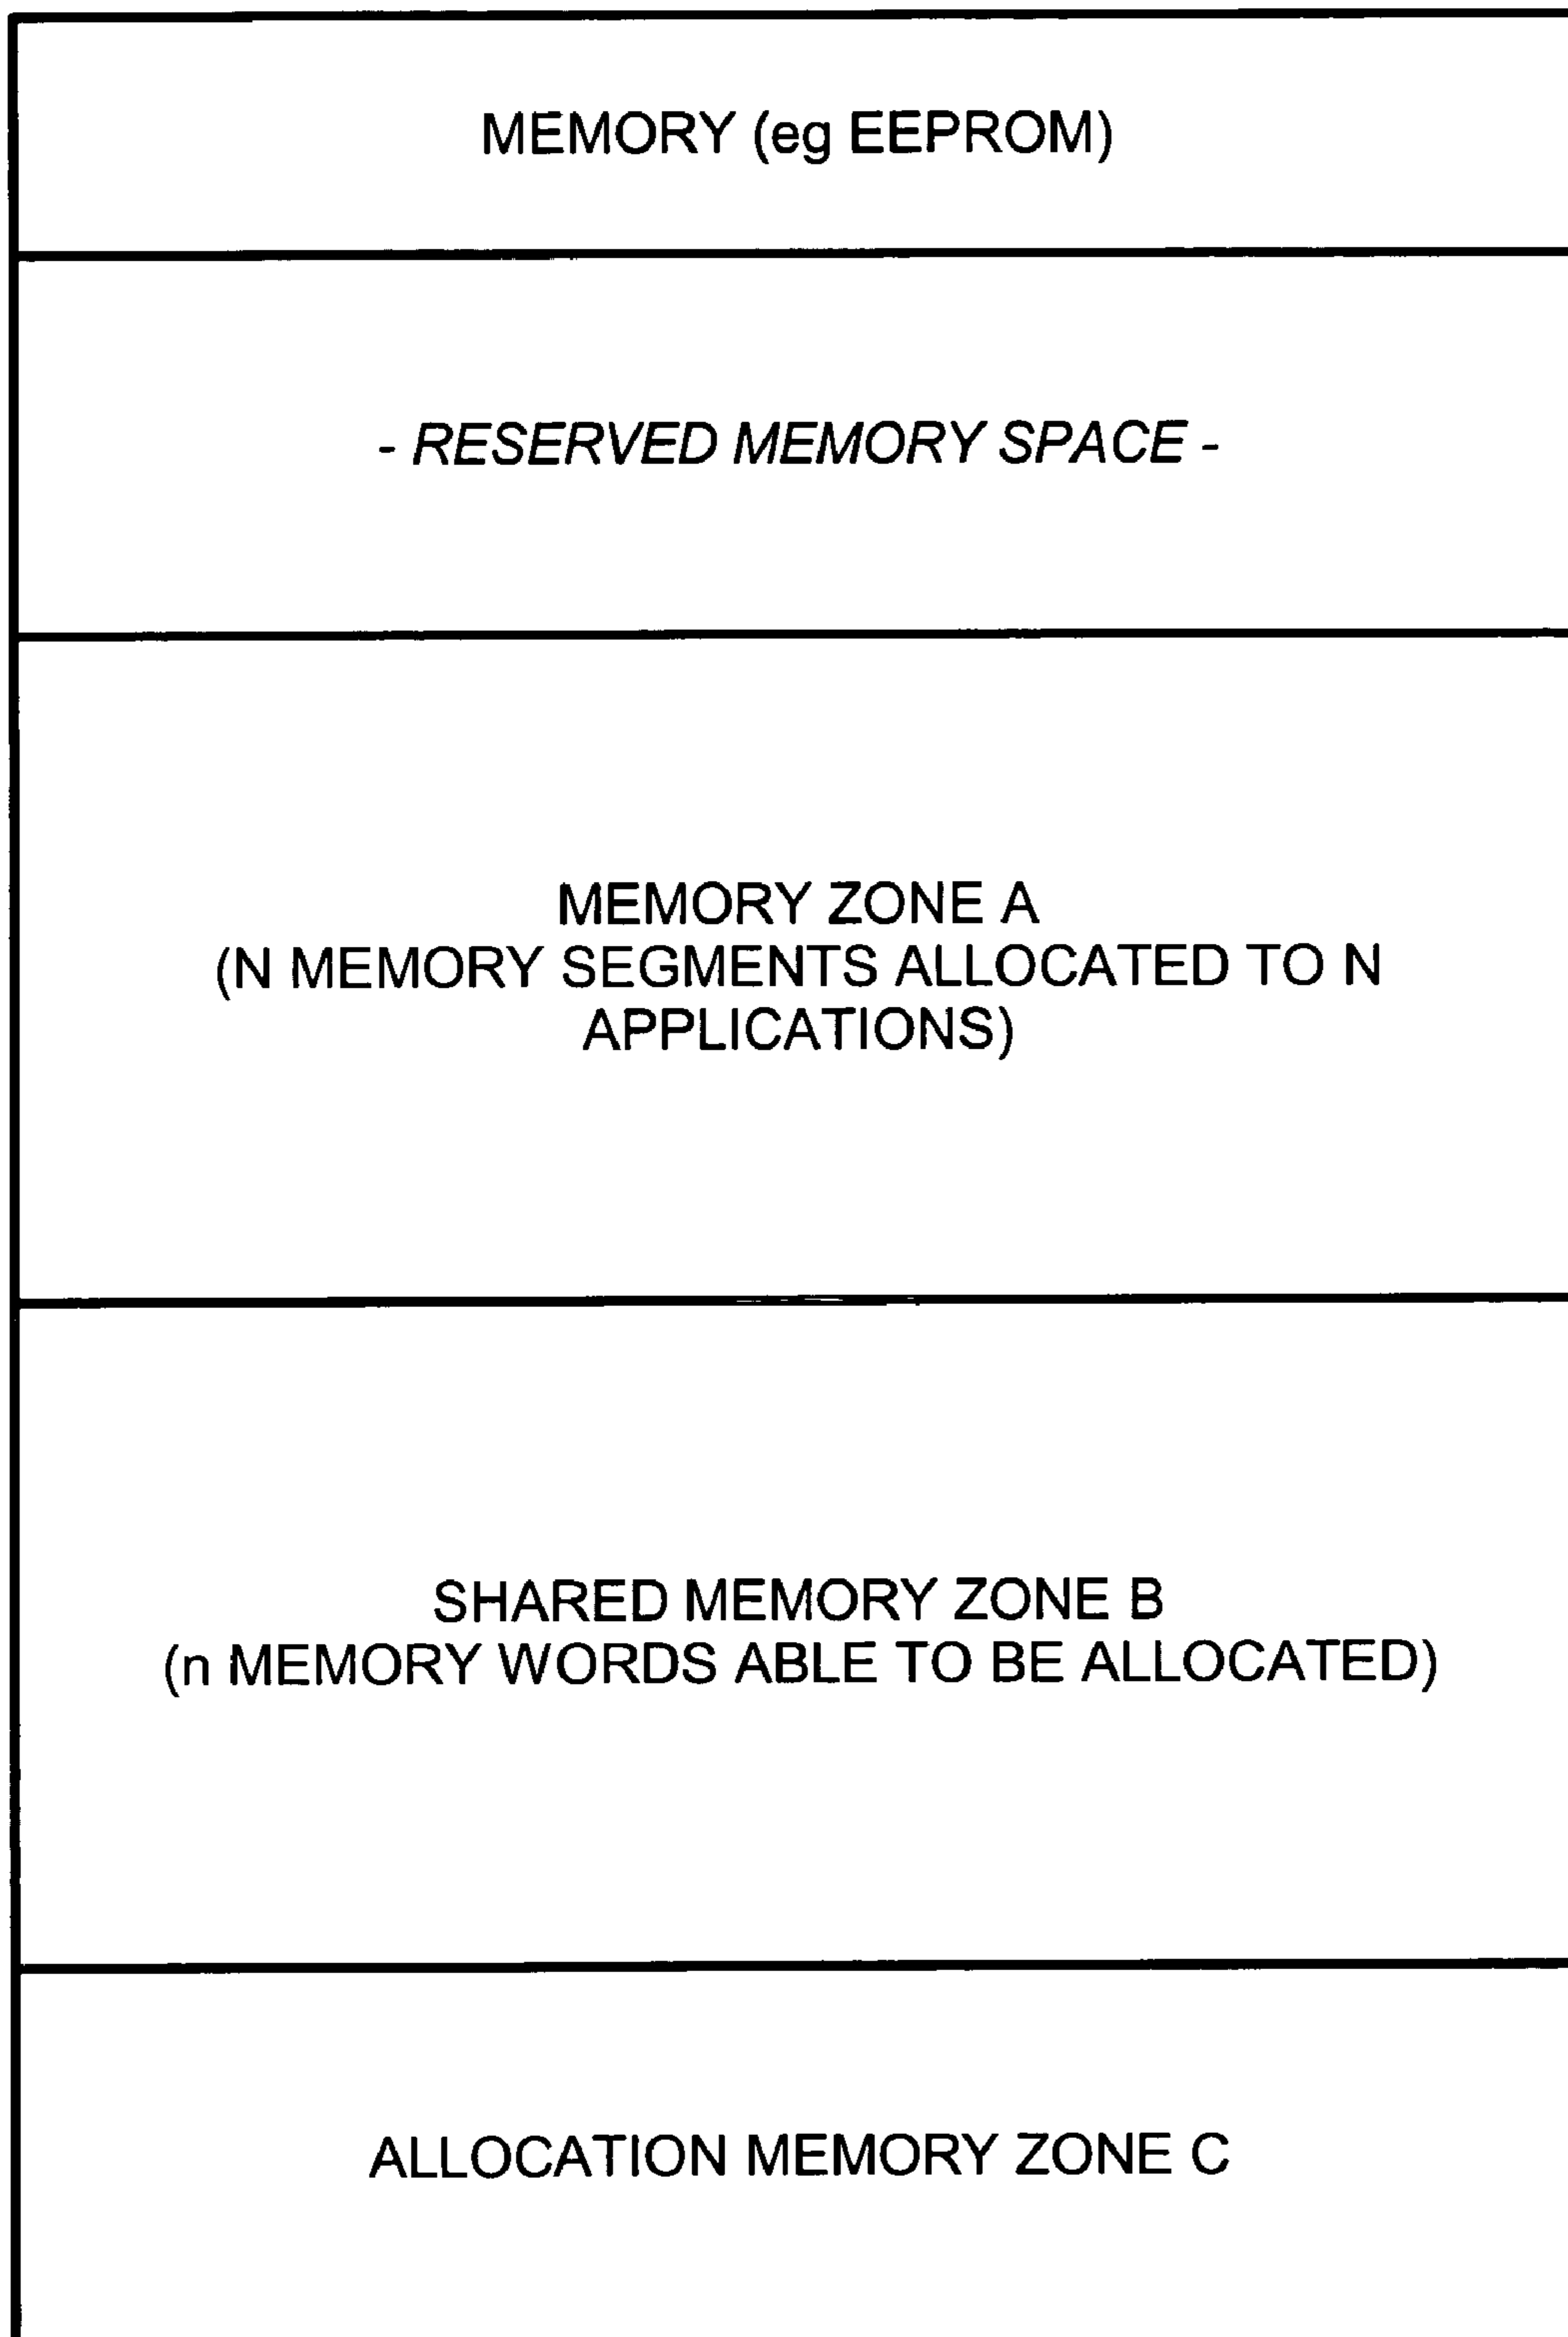 MEMORY (eg EEPROM)
- RESERVED MEMORY SPACE -
MEMORY ZONE A
(N MEMORY SEGMENTS ALLOCATED TO N
APPLICATIONS)
SHARED MEMORY ZONE B
(n MEMORY WORDS ABLE TO BE ALLOCATED)
ALLOCATION MEMORY ZONE C